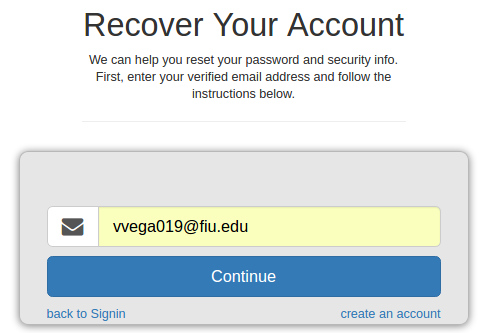 Recover Your Account
We can help you reset your password and security info.
First, enter your verified email address and follow the
instructions below.
vvega019@fiu.edu
Continue
back to Signin
create an account